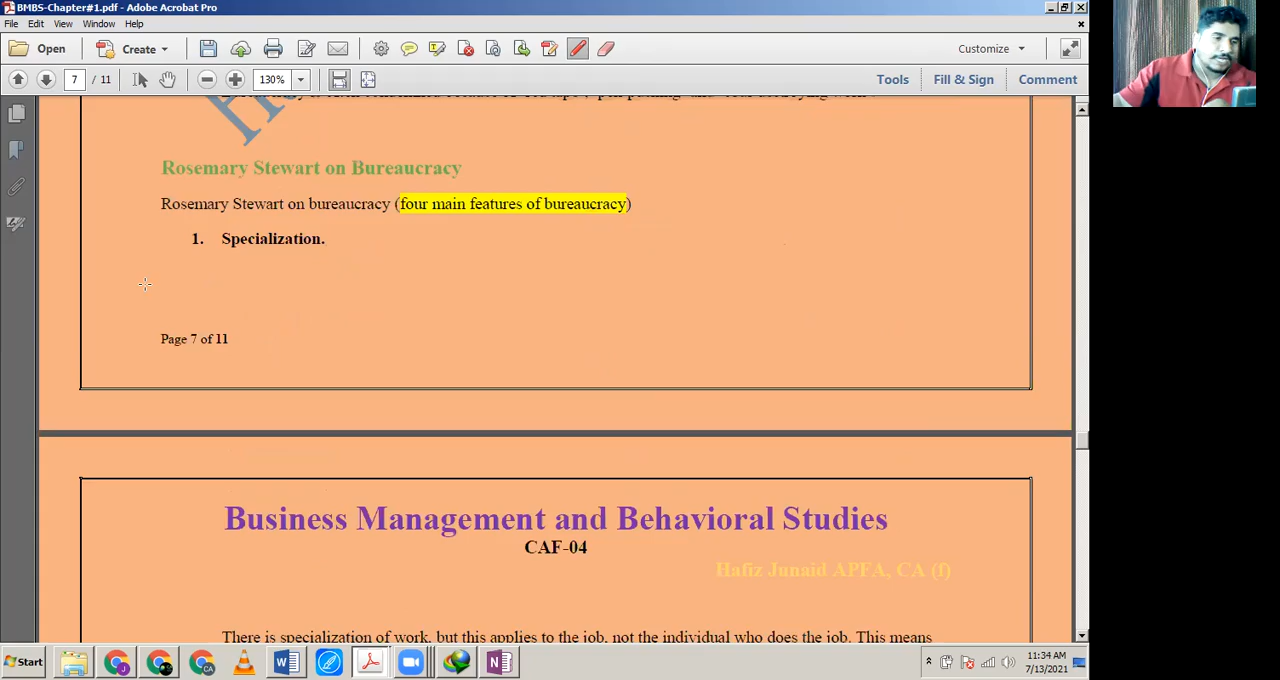 BMBS-Chapter#1.pdf - Adobe Acrobat Pro
File Edit View Window Help
Open Create Customize
7 / 11 130% Tools Fill & Sign Comment
Rosemary Stewart on Bureaucracy
Rosemary Stewart on bureaucracy (four main features of bureaucracy)
1. Specialization.
Page 7 of 11
Business Management and Behavioral Studies
CAF-04
Hafiz Junaid APFA, CA (f)
There is specialization of work, but this applies to the job, not the individual who does the job. This means
Start
11:34 AM
7/13/2021